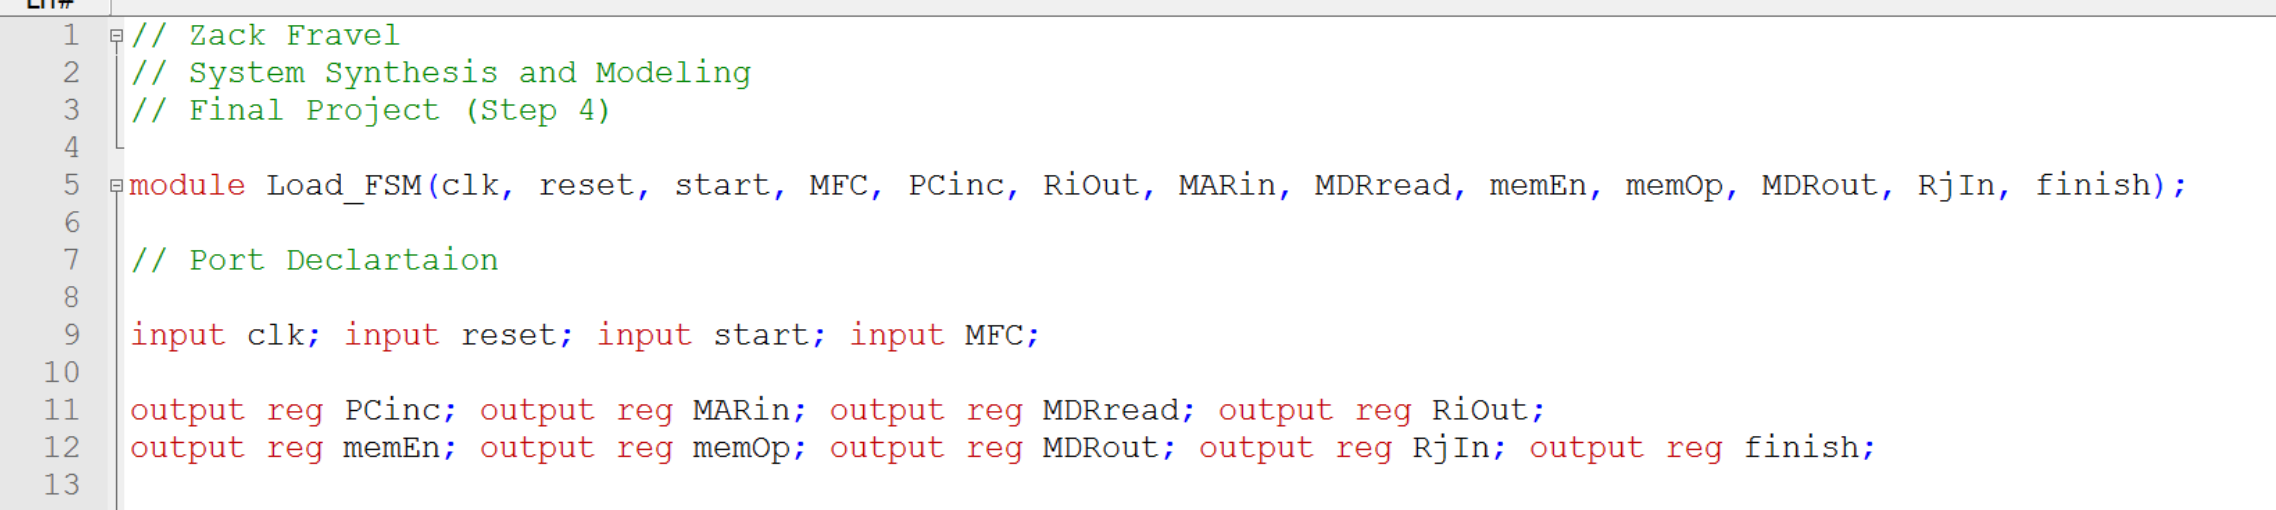 Ln#
1 // Zack Fravel
2 // System Synthesis and Modeling
3 // Final Project (Step 4)
4
5 module Load_FSM(clk, reset, start, MFC, PCinc, RiOut, MARin, MDRread, memEn, memOp, MDRout, RjIn, finish);
6
7 // Port Declartaion
8
9 input clk; input reset; input start; input MFC;
10
11 output reg PCinc; output reg MARin; output reg MDRread; output reg RiOut;
12 output reg memEn; output reg memOp; output reg MDRout; output reg RjIn; output reg finish;
13